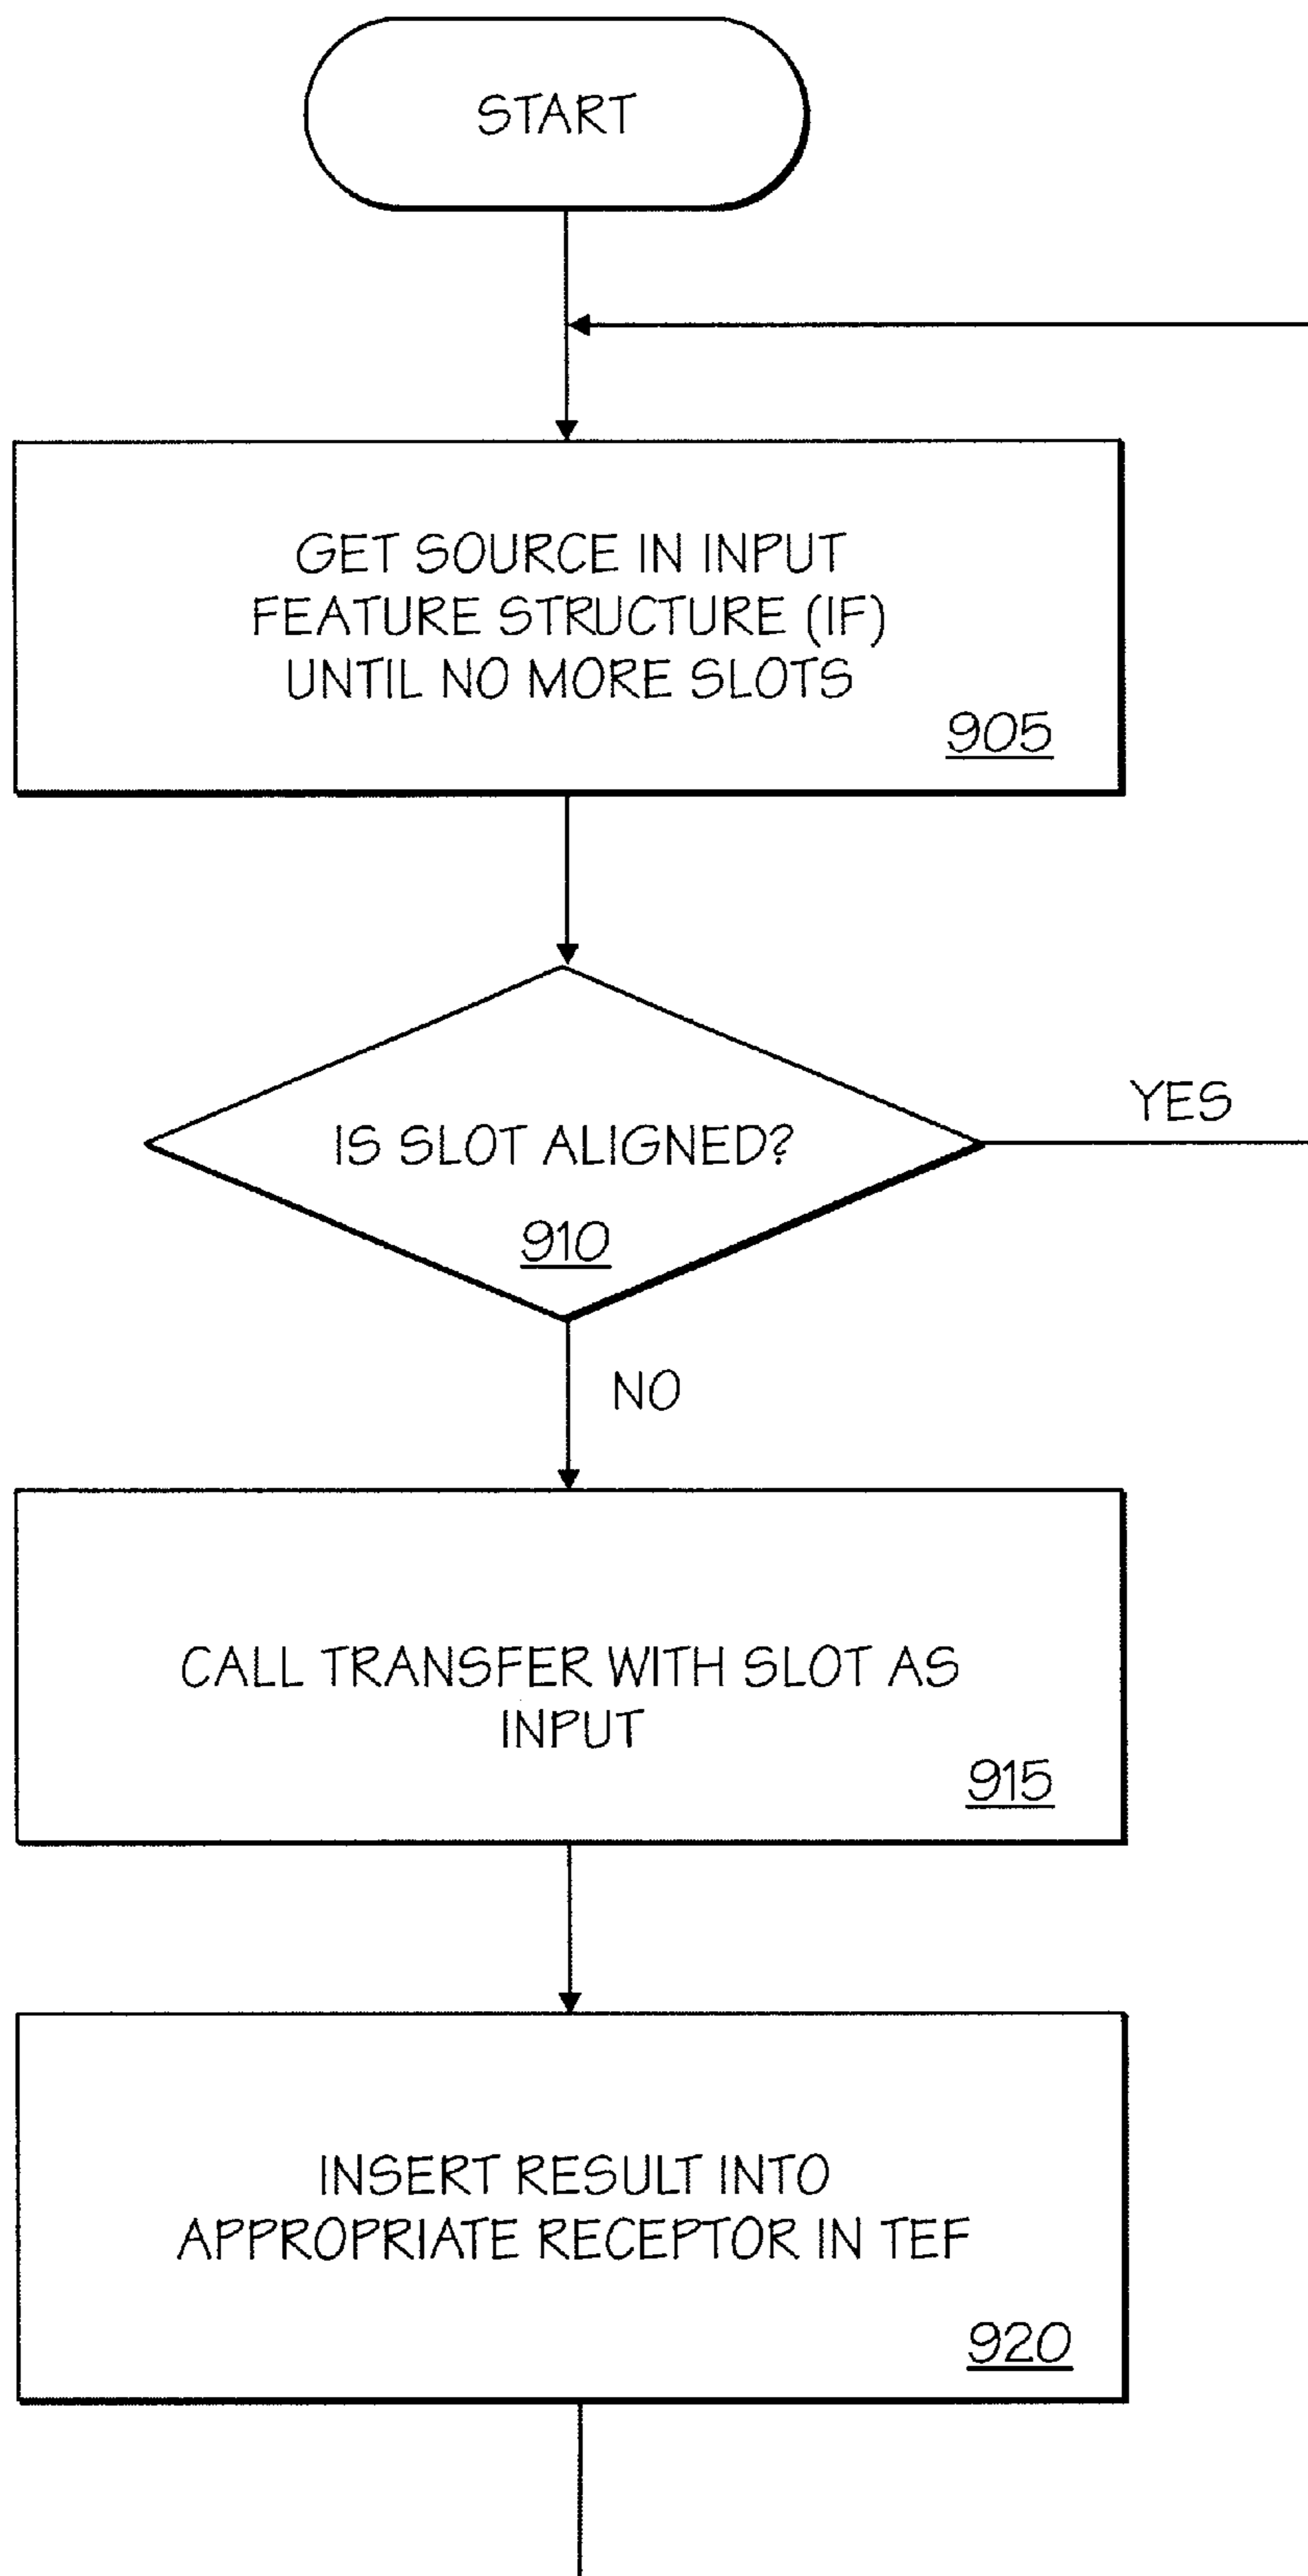 START
GET SOURCE IN INPUT
FEATURE STRUCTURE (IF)
UNTIL NO MORE SLOTS
905
IS SLOT ALIGNED?
910
YES
NO
CALL TRANSFER WITH SLOT AS
INPUT
915
INSERT RESULT INTO
APPROPRIATE RECEPTOR IN TEF
920